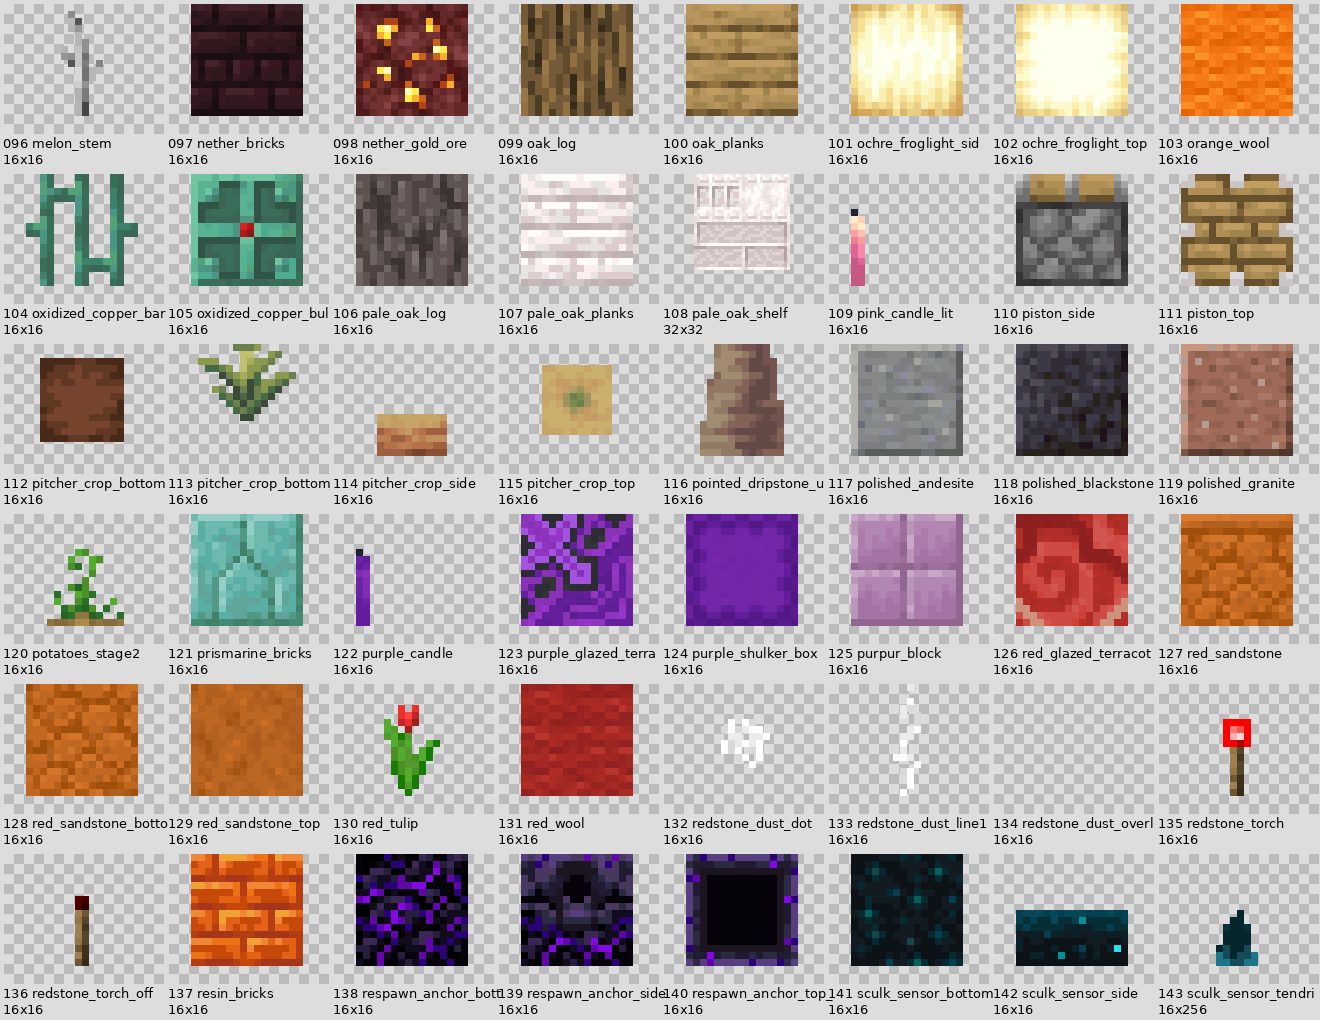 096 melon_stem
16x16
097 nether_bricks
16x16
098 nether_gold_ore
16x16
099 oak_log
16x16
100 oak_planks
16x16
101 ochre_froglight_sid
16x16
102 ochre_froglight_top
16x16
103 orange_wool
16x16
104 oxidized_copper_bar
16x16
105 oxidized_copper_bul
16x16
106 pale_oak_log
16x16
107 pale_oak_planks
16x16
108 pale_oak_shelf
32x32
109 pink_candle_lit
16x16
110 piston_side
16x16
111 piston_top
16x16
112 pitcher_crop_bottom
16x16
113 pitcher_crop_bottom
16x16
114 pitcher_crop_side
16x16
115 pitcher_crop_top
16x16
116 pointed_dripstone_u
16x16
117 polished_andesite
16x16
118 polished_blackstone
16x16
119 polished_granite
16x16
120 potatoes_stage2
16x16
121 prismarine_bricks
16x16
122 purple_candle
16x16
123 purple_glazed_terra
16x16
124 purple_shulker_box
16x16
125 purpur_block
16x16
126 red_glazed_terracot
16x16
127 red_sandstone
16x16
128 red_sandstone_botto
16x16
129 red_sandstone_top
16x16
130 red_tulip
16x16
131 red_wool
16x16
132 redstone_dust_dot
16x16
133 redstone_dust_line1
16x16
134 redstone_dust_overl
16x16
135 redstone_torch
16x16
136 redstone_torch_off
16x16
137 resin_bricks
16x16
138 respawn_anchor_bott
16x16
139 respawn_anchor_side
16x16
140 respawn_anchor_top_
16x16
141 sculk_sensor_bottom
16x16
142 sculk_sensor_side
16x16
143 sculk_sensor_tendri
16x256